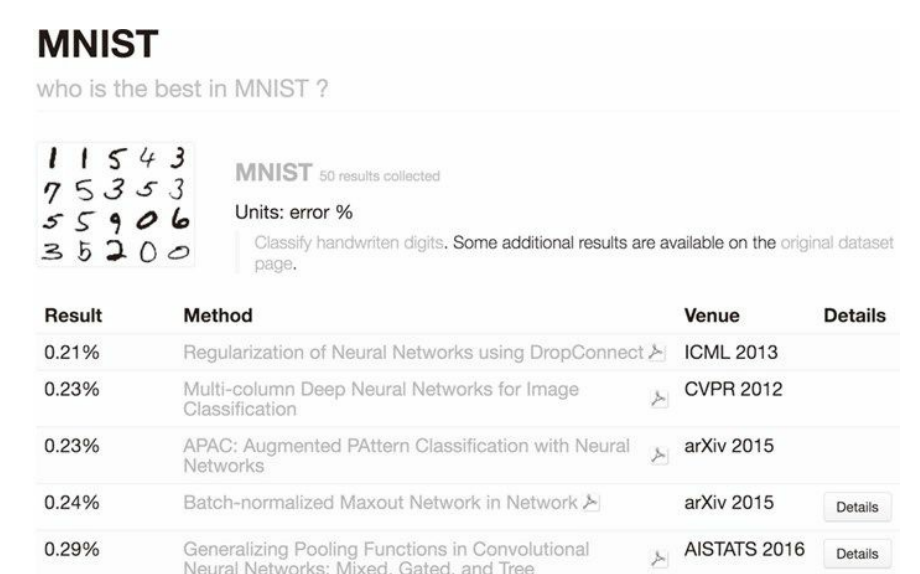 MNIST
who is the best in MNIST ?
1 1 5 4 3
7 5 3 5 3
5 5 9 0 6
3 5 2 0 0
MNIST 50 results collected
Units: error %
Classify handwriten digits. Some additional results are available on the original dataset
page.
Result Method Venue Details
0.21% Regularization of Neural Networks using DropConnect ICML 2013
0.23% Multi-column Deep Neural Networks for Image
Classification CVPR 2012
0.23% APAC: Augmented PAttern Classification with Neural
Networks arXiv 2015
0.24% Batch-normalized Maxout Network in Network arXiv 2015 Details
0.29% Generalizing Pooling Functions in Convolutional
Neural Networks: Mixed, Gated, and Tree AISTATS 2016 Details